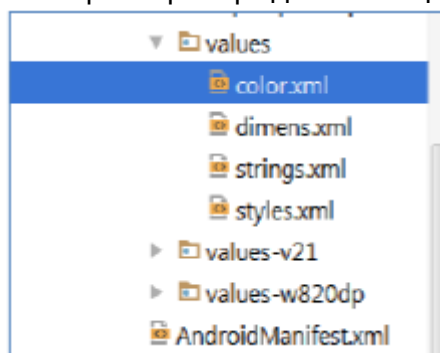 values
color.xml
dimens.xml
strings.xml
styles.xml
values-v21
values-w820dp
AndroidManifest.xml